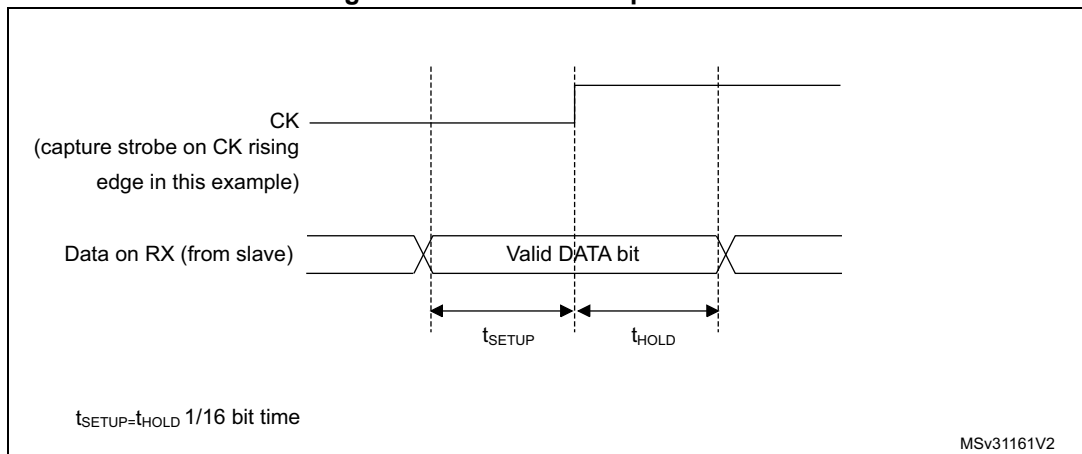 CK
(capture strobe on CK rising
edge in this example)
Data on RX (from slave)
Valid DATA bit
tSETUP
tHOLD
tSETUP=tHOLD 1/16 bit time
MSv31161V2